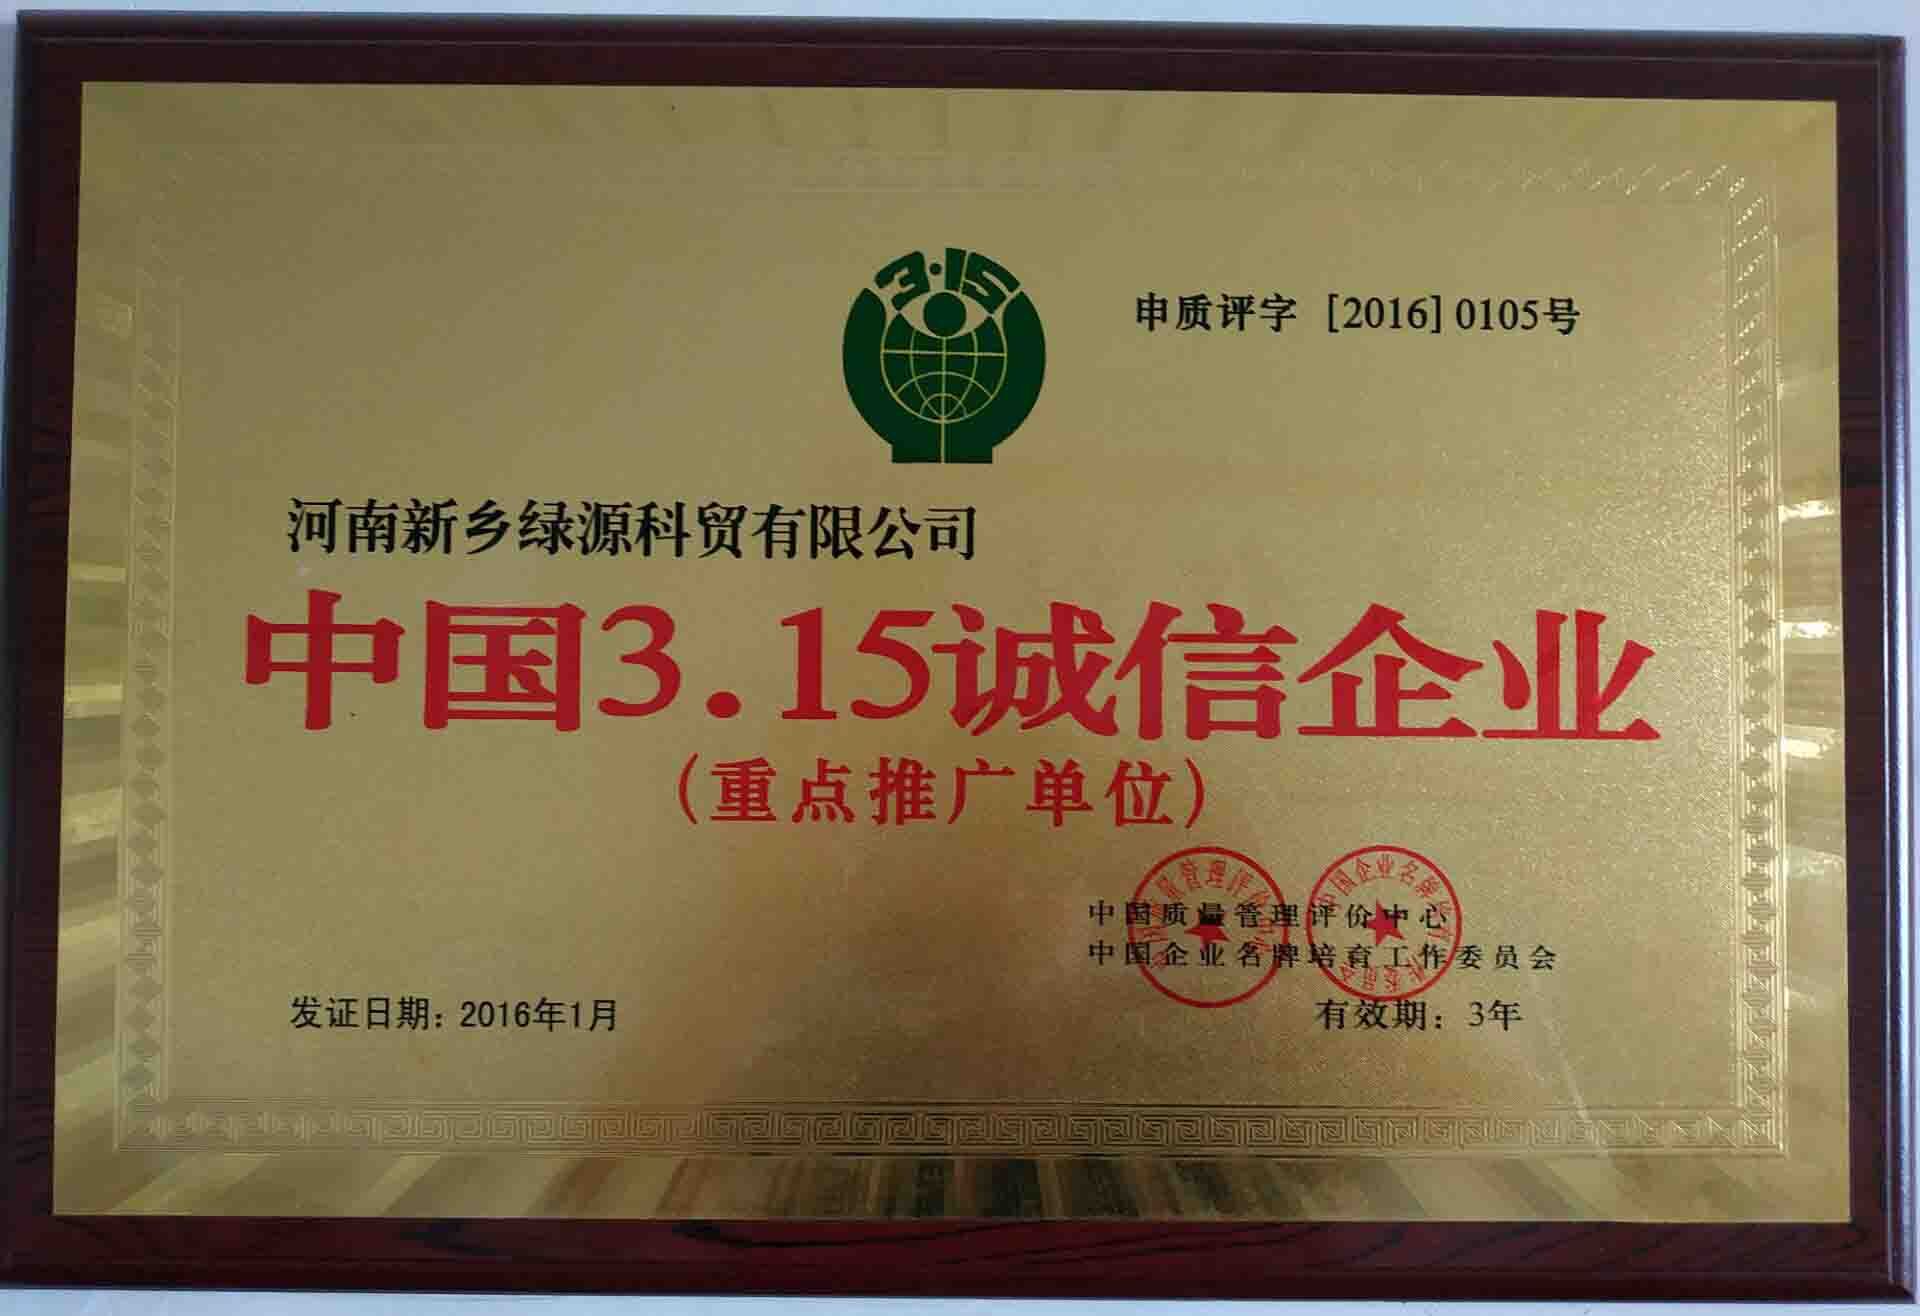 3·15
申质评字 [2016] 0105号
河南新乡绿源科贸有限公司
中国3.15诚信企业
(重点推广单位)
中国质量管理评价中心
中国企业名牌培育工作委员会
发证日期: 2016年1月
有效期: 3年